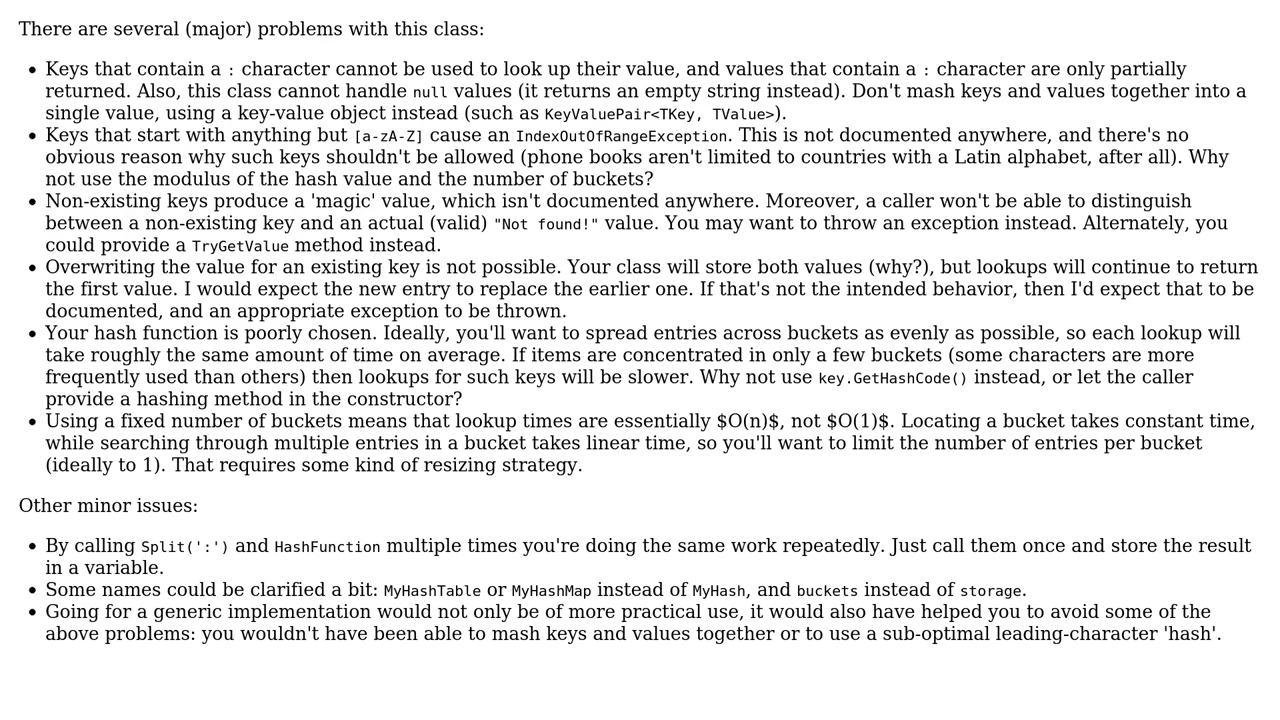 There are several (major) problems with this class:
• Keys that contain a : character cannot be used to look up their value, and values that contain a : character are only partially
returned. Also, this class cannot handle null values (it returns an empty string instead). Don't mash keys and values together into a
single value, using a key-value object instead (such as KeyValuePair<TKey, TValue>).
• Keys that start with anything but [a-zA-Z] cause an IndexOutOfRangeException. This is not documented anywhere, and there's no
obvious reason why such keys shouldn't be allowed (phone books aren't limited to countries with a Latin alphabet, after all). Why
not use the modulus of the hash value and the number of buckets?
• Non-existing keys produce a 'magic' value, which isn't documented anywhere. Moreover, a caller won't be able to distinguish
between a non-existing key and an actual (valid) "Not found!" value. You may want to throw an exception instead. Alternately, you
could provide a TryGetValue method instead.
• Overwriting the value for an existing key is not possible. Your class will store both values (why?), but lookups will continue to return
the first value. I would expect the new entry to replace the earlier one. If that's not the intended behavior, then I'd expect that to be
documented, and an appropriate exception to be thrown.
• Your hash function is poorly chosen. Ideally, you'll want to spread entries across buckets as evenly as possible, so each lookup will
take roughly the same amount of time on average. If items are concentrated in only a few buckets (some characters are more
frequently used than others) then lookups for such keys will be slower. Why not use key.GetHashCode() instead, or let the caller
provide a hashing method in the constructor?
• Using a fixed number of buckets means that lookup times are essentially $O(n)$, not $O(1)$. Locating a bucket takes constant time,
while searching through multiple entries in a bucket takes linear time, so you'll want to limit the number of entries per bucket
(ideally to 1). That requires some kind of resizing strategy.
Other minor issues:
• By calling Split(':') and HashFunction multiple times you're doing the same work repeatedly. Just call them once and store the result
in a variable.
• Some names could be clarified a bit: MyHashTable or MyHashMap instead of MyHash, and buckets instead of storage.
• Going for a generic implementation would not only be of more practical use, it would also have helped you to avoid some of the
above problems: you wouldn't have been able to mash keys and values together or to use a sub-optimal leading-character 'hash'.